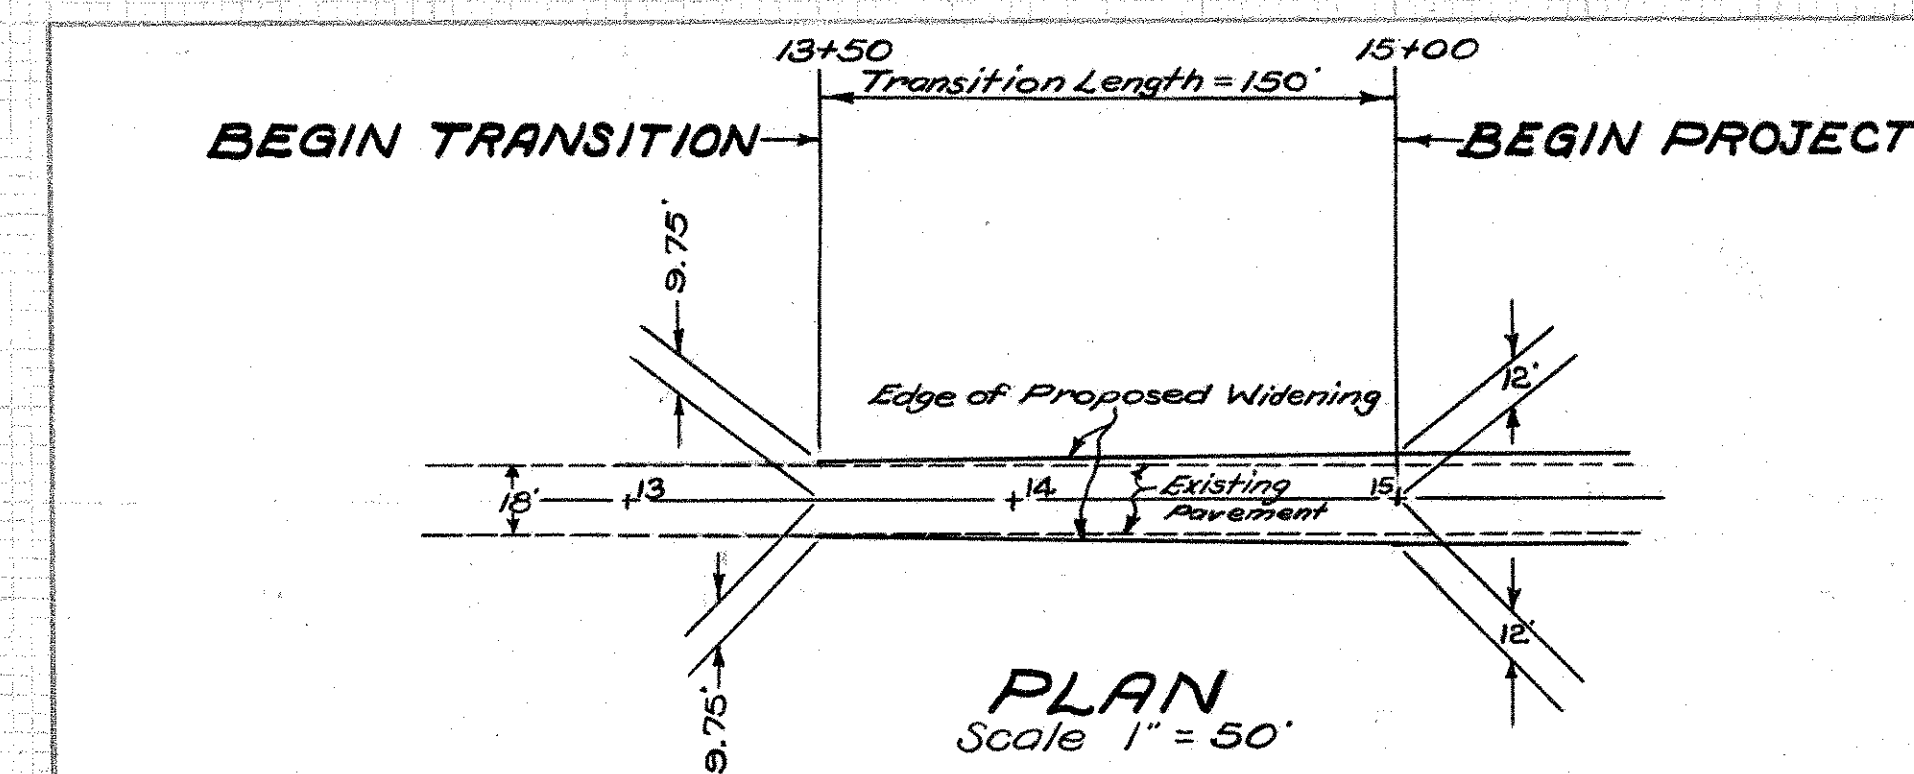 13+50
15+00
Transition Length = 150'
BEGIN TRANSITION
BEGIN PROJECT
9.75'
12'
Edge of Proposed Widening
18'
13
14
15
Existing
Pavement
12'
9.75'
PLAN
Scale 1" = 50'